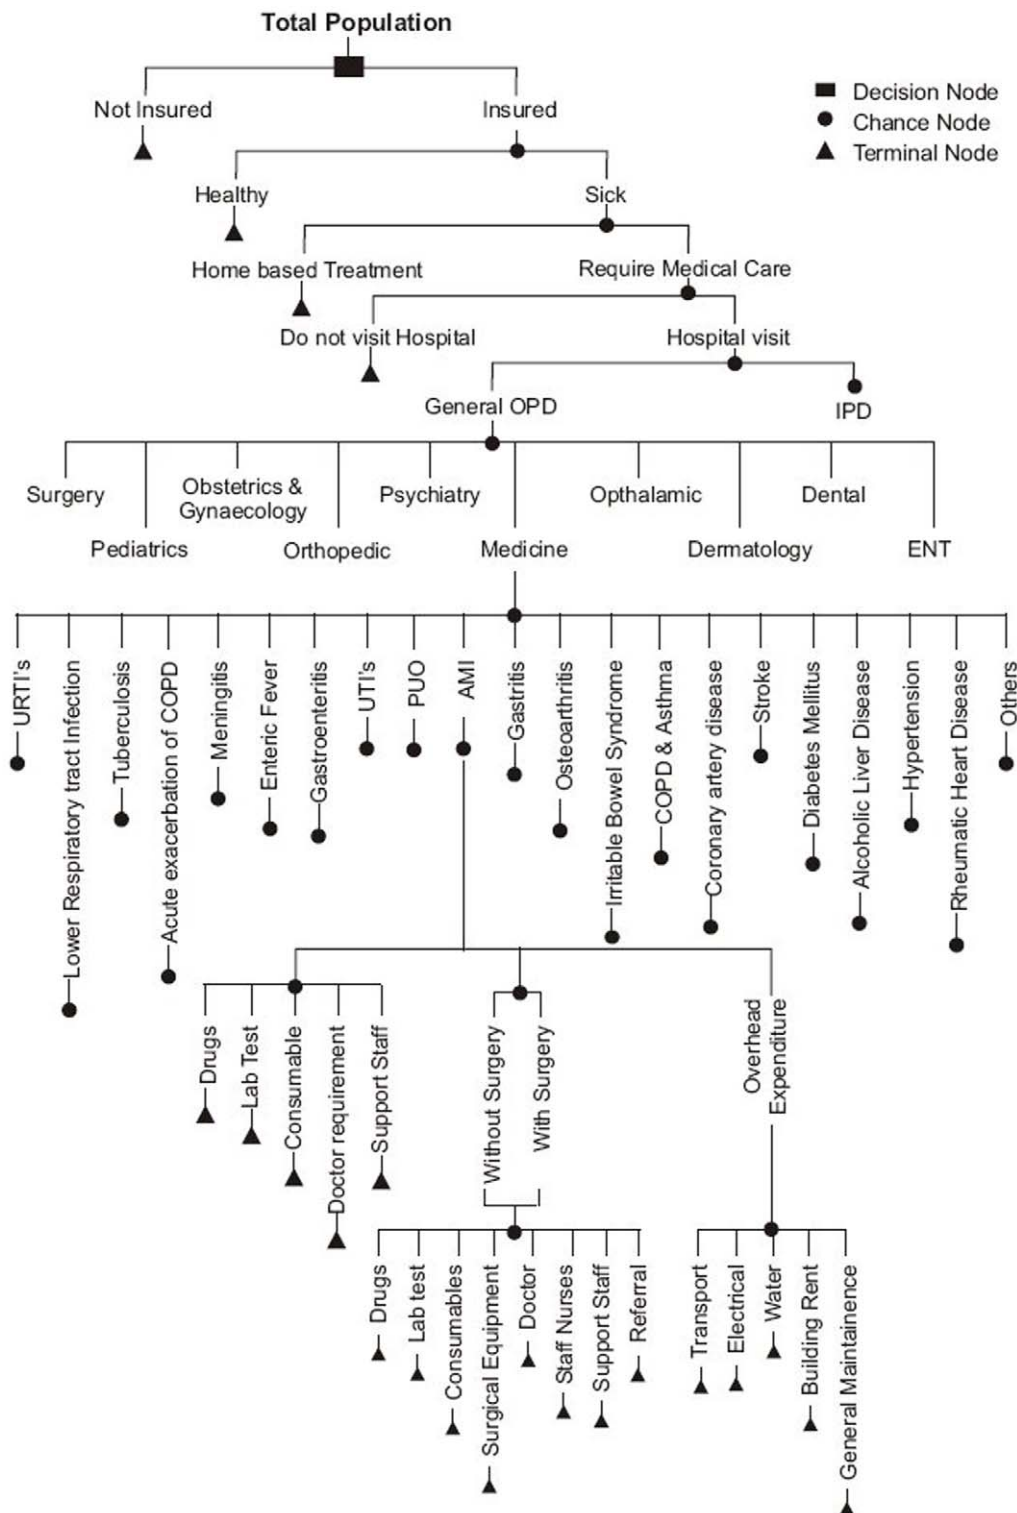 Total Population
Not Insured
Insured
Decision Node
Chance Node
Terminal Node
Healthy
Sick
Home based Treatment
Require Medical Care
Do not visit Hospital
Hospital visit
General OPD
IPD
Surgery
Obstetrics &
Gynaecology
Psychiatry
Opthalamic
Dental
Pediatrics
Orthopedic
Medicine
Dermatology
ENT
URTI's
Lower Respiratory tract Infection
Tuberculosis
Acute exacerbation of COPD
Meningitis
Enteric Fever
Gastroenteritis
UTI's
PUO
AMI
Gastritis
Osteoarthritis
Irritable Bowel Syndrome
COPD & Asthma
Coronary artery disease
Stroke
Diabetes Mellitus
Alcoholic Liver Disease
Hypertension
Rheumatic Heart Disease
Others
Drugs
Lab Test
Consumable
Doctor requirement
Support Staff
Without Surgery
With Surgery
Overhead
Expenditure
Drugs
Lab test
Consumables
Surgical Equipment
Doctor
Staff Nurses
Support Staff
Referral
Transport
Electrical
Water
Building Rent
General Maintainence